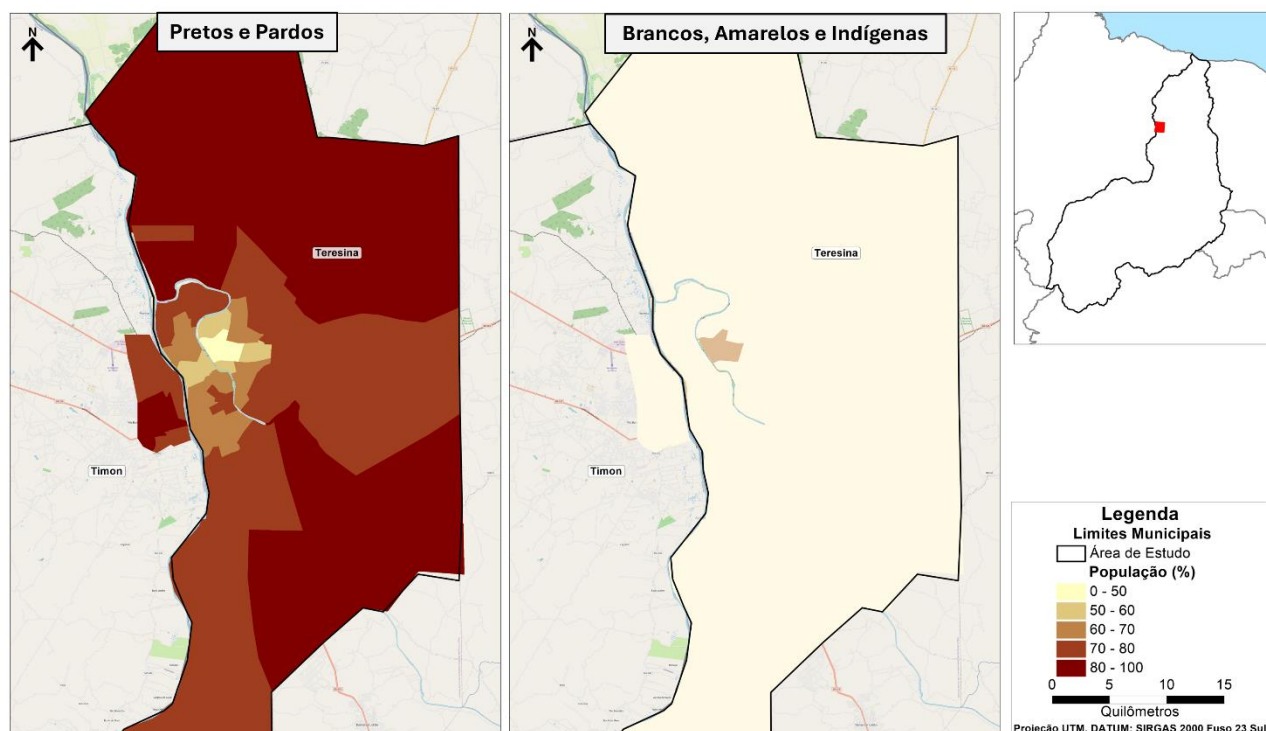 Pretos e Pardos
N
Teresina
Timon
Brancos, Amarelos e Indígenas
N
Teresina
Timon
Legenda
Limites Municipais
Área de Estudo
População (%)
0 - 50
50 - 60
60 - 70
70 - 80
80 - 100
0 5 10 15
Quilômetros
Projeção UTM, DATUM: SIRGAS 2000 Fuso 23 Sul